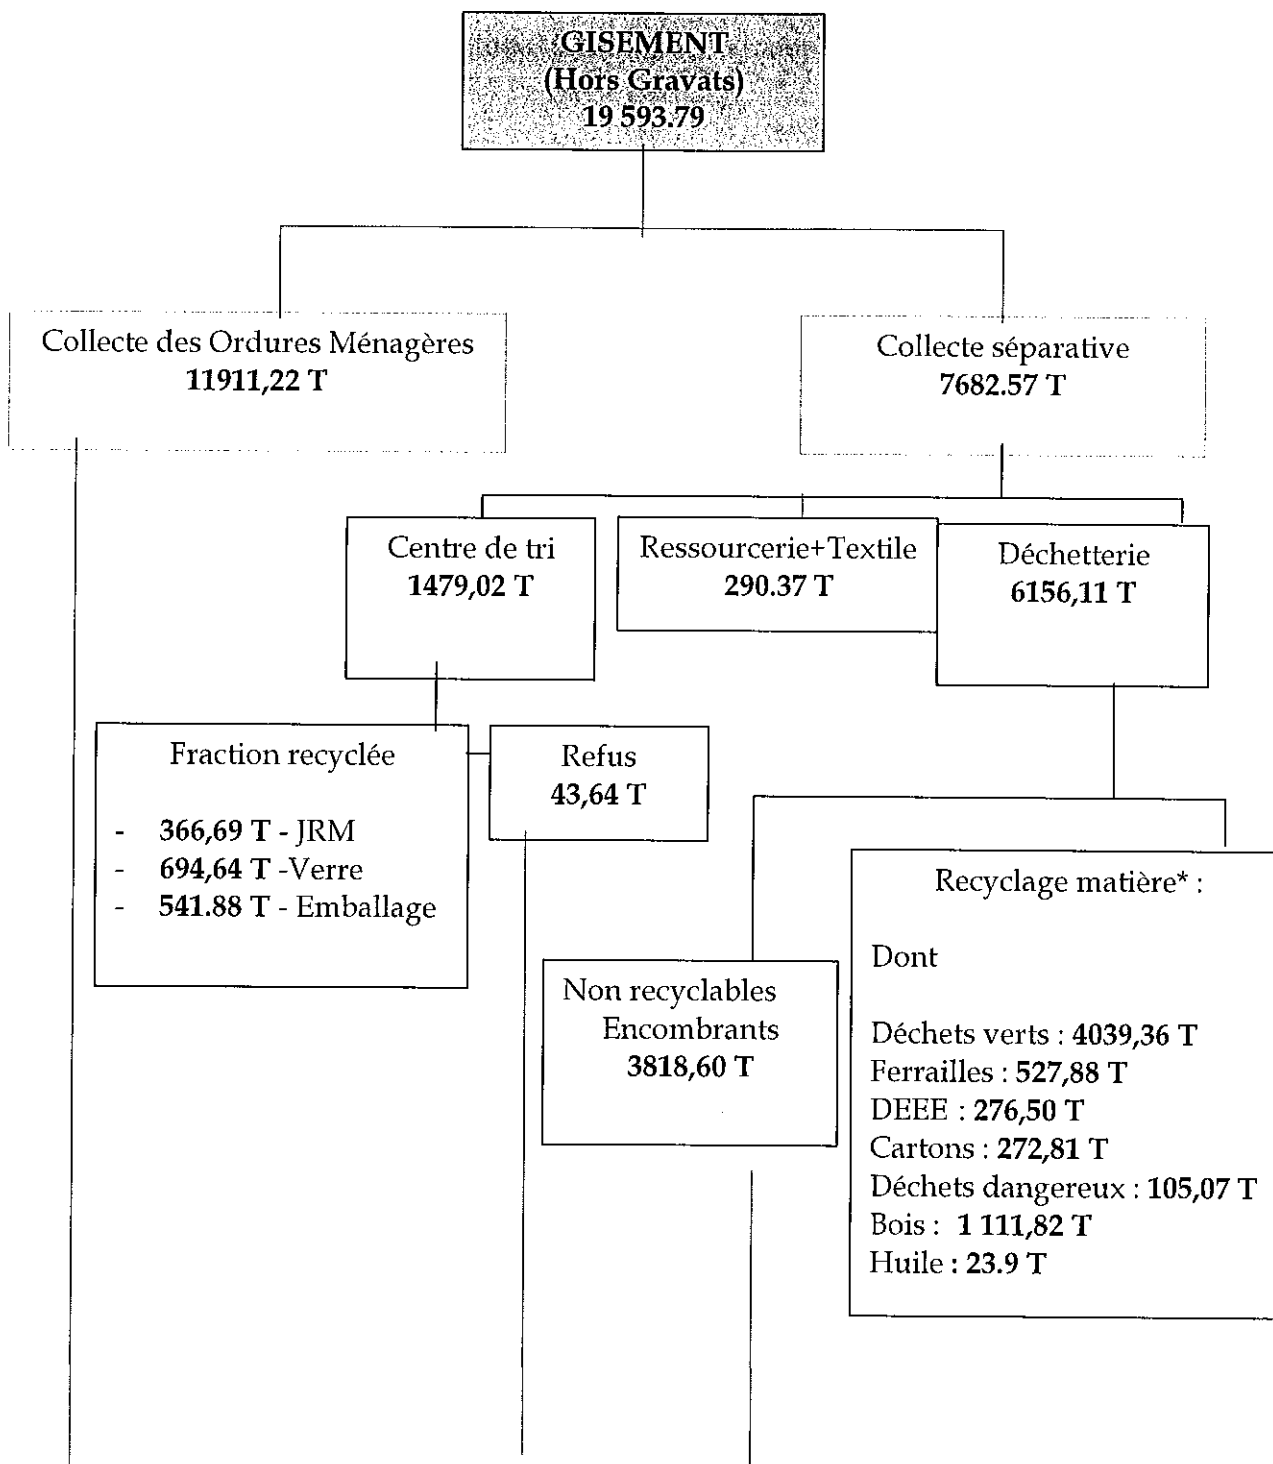 GISEMENT
(Hors Gravats)
19 593.79
Collecte des Ordures Ménagères
11911,22 T
Collecte séparative
7682.57 T
Centre de tri
1479,02 T
Ressourcerie+Textile
290.37 T
Déchetterie
6156,11 T
Fraction recyclée
- 366,69 T - JRM
- 694,64 T -Verre
- 541.88 T - Emballage
Refus
43,64 T
Non recyclables
Encombrants
3818,60 T
Recyclage matière* :
Dont
Déchets verts : 4039,36 T
Ferrailles : 527,88 T
DEEE : 276,50 T
Cartons : 272,81 T
Déchets dangereux : 105,07 T
Bois : 1 111,82 T
Huile : 23.9 T